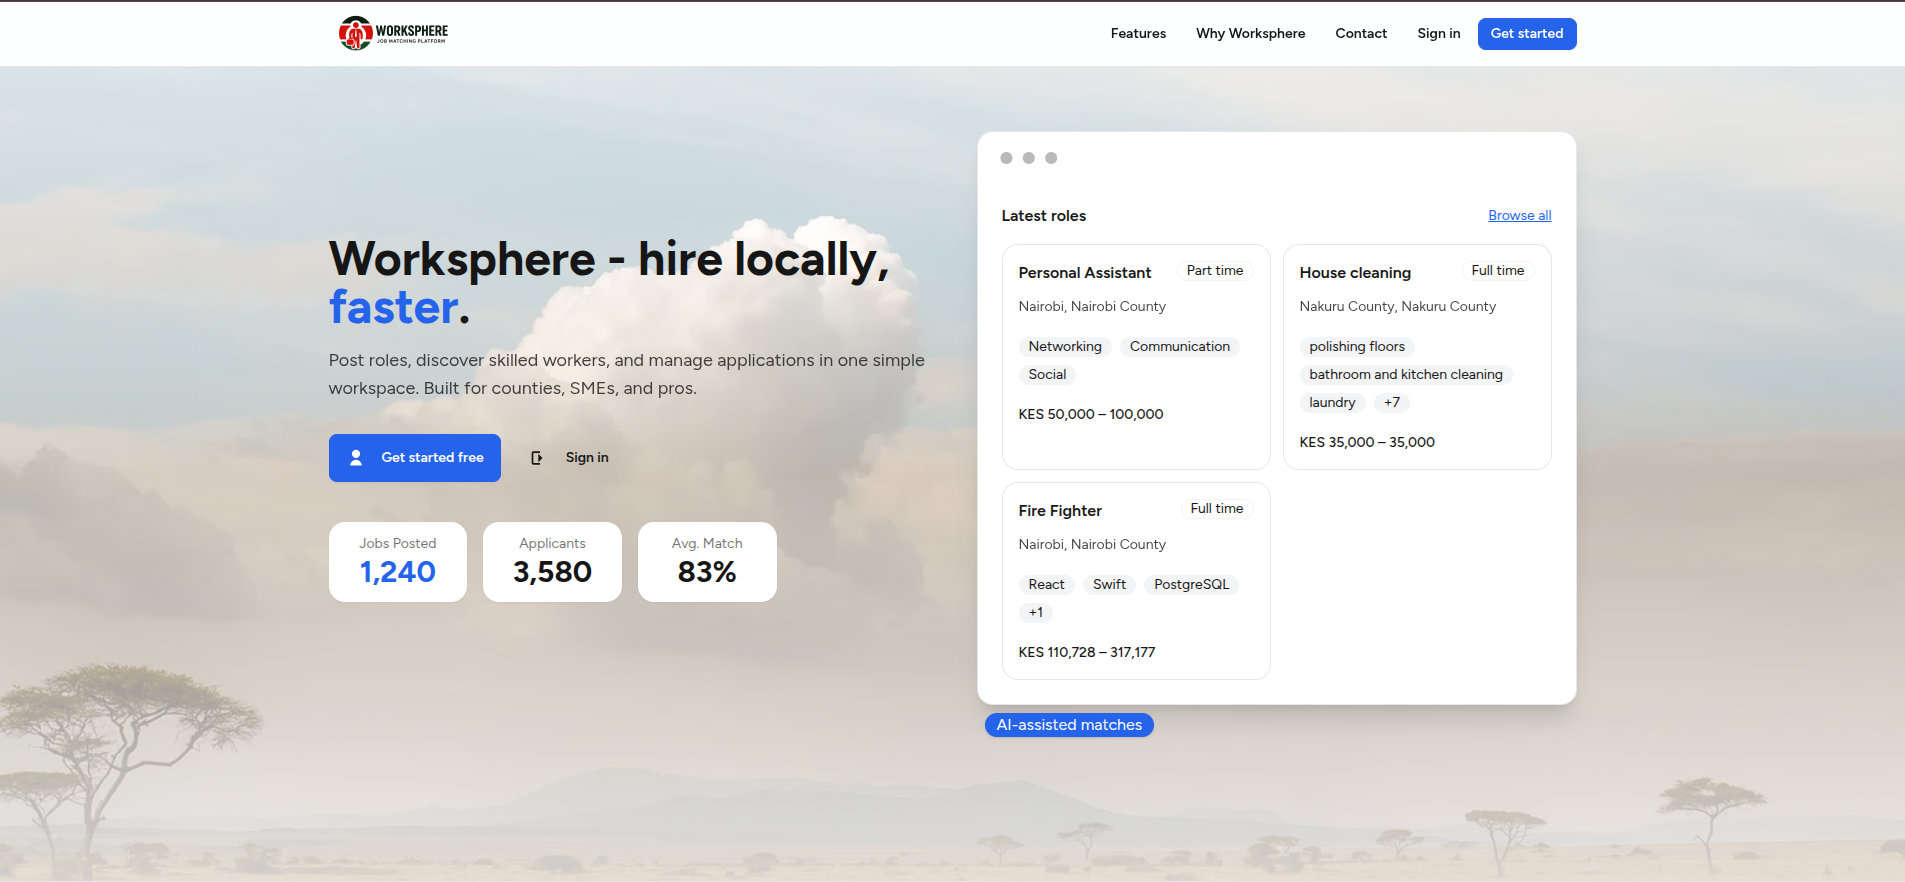 WORKSPHERE
JOB MATCHING PLATFORM
Features
Why Worksphere
Contact
Sign in
Get started
Worksphere - hire locally,
faster.
Post roles, discover skilled workers, and manage applications in one simple
workspace. Built for counties, SMEs, and pros.
Get started free
Sign in
Jobs Posted
1,240
Applicants
3,580
Avg. Match
83%
Latest roles
Browse all
Personal Assistant
Part time
Nairobi, Nairobi County
Networking
Communication
Social
KES 50,000 – 100,000
House cleaning
Full time
Nakuru County, Nakuru County
polishing floors
bathroom and kitchen cleaning
laundry
+7
KES 35,000 – 35,000
Fire Fighter
Full time
Nairobi, Nairobi County
React
Swift
PostgreSQL
+1
KES 110,728 – 317,177
AI-assisted matches